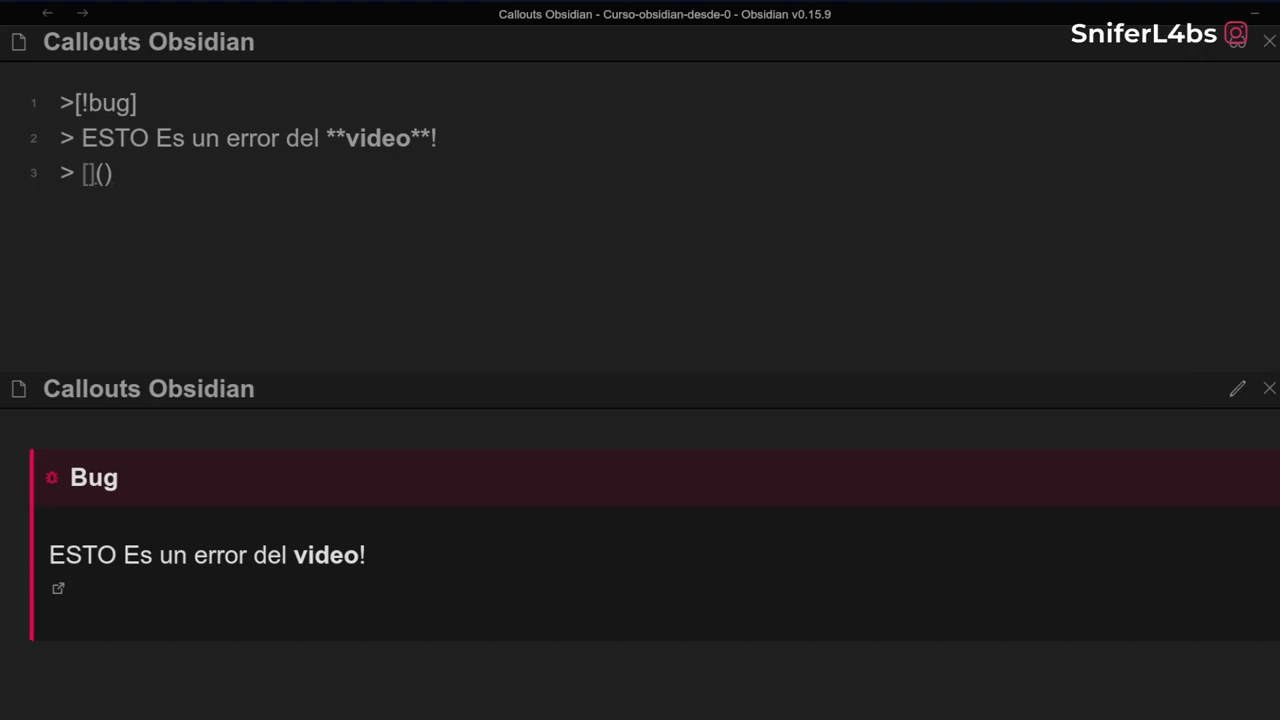 Callouts Obsidian - Curso-obsidian-desde-0 - Obsidian v0.15.9
Callouts Obsidian
SniferL4bs
1 >[!bug]
2 > ESTO Es un error del **video**!
3 > []()
Callouts Obsidian
Bug
ESTO Es un error del video!